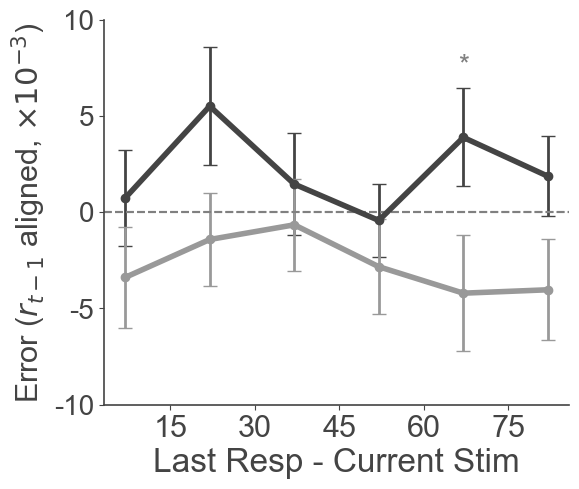 Error (r_{t−1} aligned, ×10^{−3})
10
5
0
-5
-10
*
15 30 45 60 75
Last Resp - Current Stim